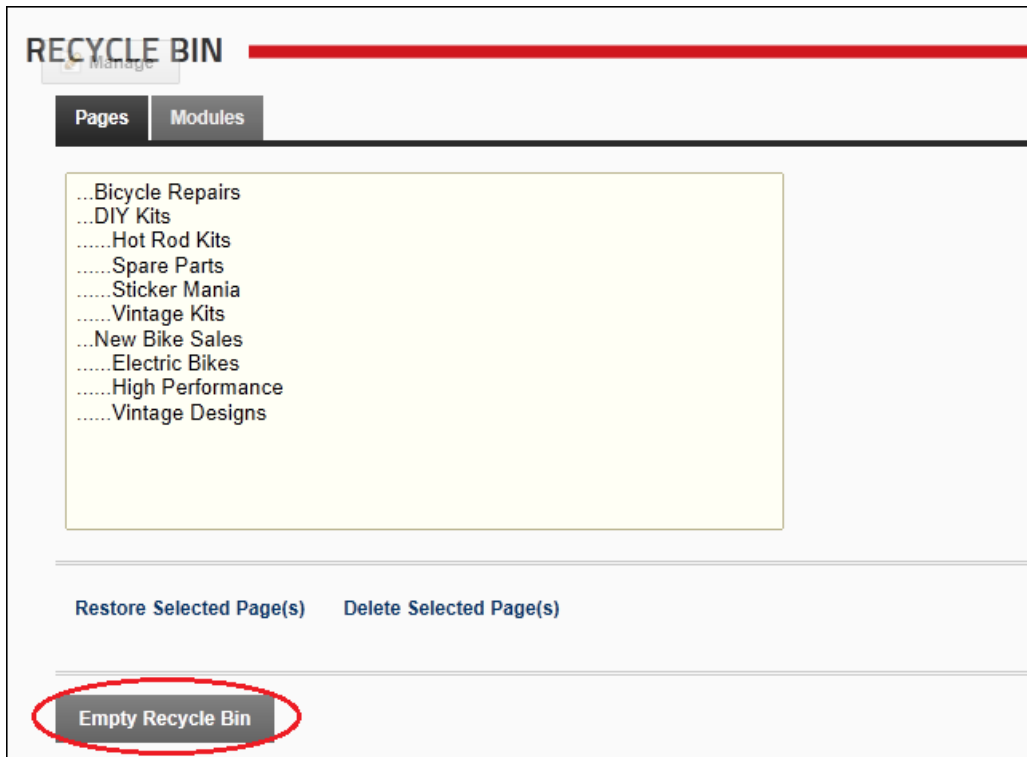 RECYCLE BIN
Manage
Pages Modules
...Bicycle Repairs
...DIY Kits
......Hot Rod Kits
......Spare Parts
......Sticker Mania
......Vintage Kits
...New Bike Sales
......Electric Bikes
......High Performance
......Vintage Designs
Restore Selected Page(s) Delete Selected Page(s)
Empty Recycle Bin